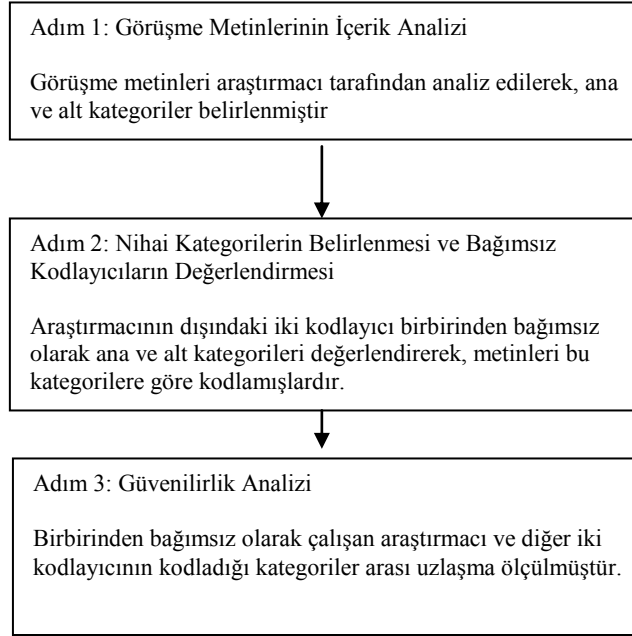 Adım 1: Görüşme Metinlerinin İçerik Analizi
Görüşme metinleri araştırmacı tarafından analiz edilerek, ana
ve alt kategoriler belirlenmiştir
Adım 2: Nihai Kategorilerin Belirlenmesi ve Bağımsız
Kodlayıcıların Değerlendirmesi
Araştırmacının dışındaki iki kodlayıcı birbirinden bağımsız
olarak ana ve alt kategorileri değerlendirerek, metinleri bu
kategorilere göre kodlamışlardır.
Adım 3: Güvenilirlik Analizi
Birbirinden bağımsız olarak çalışan araştırmacı ve diğer iki
kodlayıcının kodladığı kategoriler arası uzlaşma ölçülmüştür.